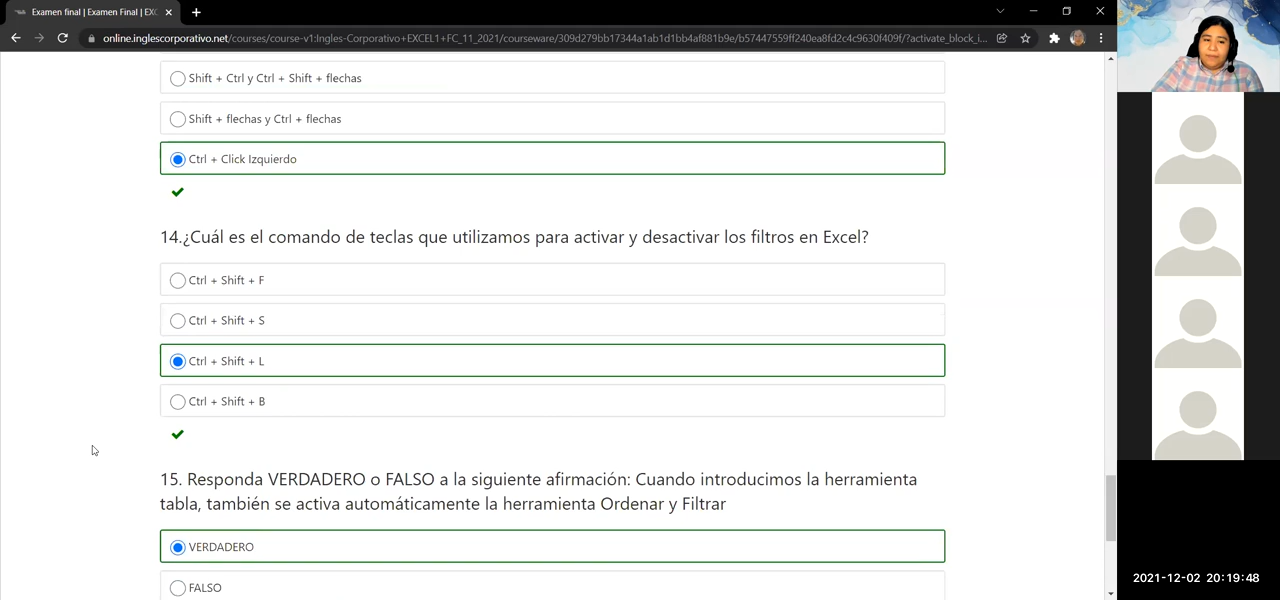 Examen final | Examen Final | EXC
online.inglescorporativo.net/courses/course-v1:Ingles-Corporativo+EXCEL1+FC_11_2021/courseware/309d279bb17344a1ab1d1bb4af881b9e/b57447559ff240ea8fd2c4c9630f409f/?activate_block_i...
Shift + Ctrl y Ctrl + Shift + flechas
Shift + flechas y Ctrl + flechas
Ctrl + Click Izquierdo
14.¿Cuál es el comando de teclas que utilizamos para activar y desactivar los filtros en Excel?
Ctrl + Shift + F
Ctrl + Shift + S
Ctrl + Shift + L
Ctrl + Shift + B
15. Responda VERDADERO o FALSO a la siguiente afirmación: Cuando introducimos la herramienta
tabla, también se activa automáticamente la herramienta Ordenar y Filtrar
VERDADERO
FALSO
2021-12-02 20:19:48